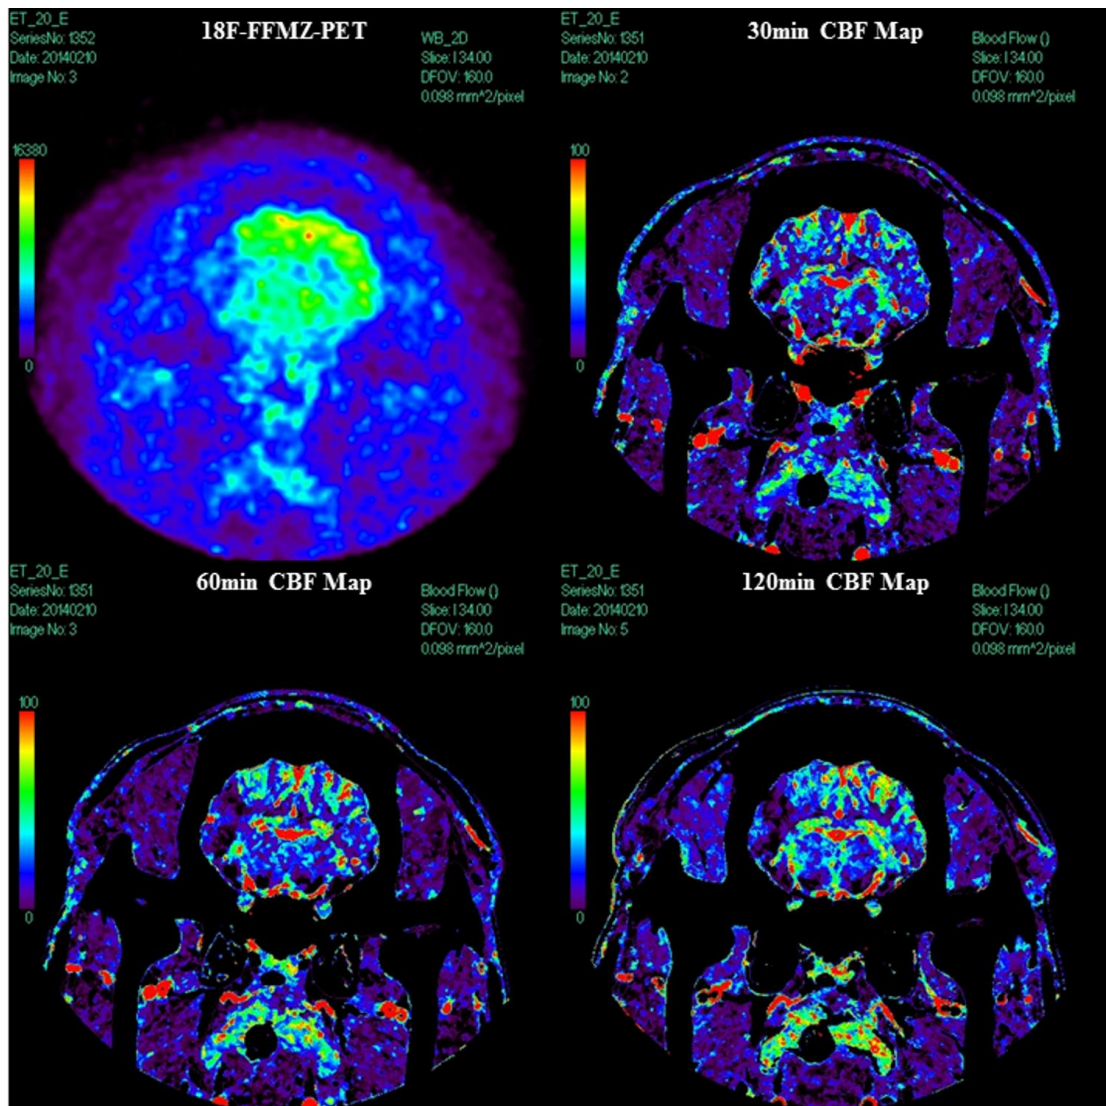 ET_20_E
SeriesNo: 1352
Date: 20140210
Image No: 3
18F-FFMZ-PET
WB_2D
Slice: I 34.00
DFOV: 160.0
0.098 mm^2/pixel
16380
0
ET_20_E
SeriesNo: 1351
Date: 20140210
Image No: 2
30min CBF Map
Blood Flow ()
Slice: I 34.00
DFOV: 160.0
0.098 mm^2/pixel
100
0
ET_20_E
SeriesNo: 1351
Date: 20140210
Image No: 3
60min CBF Map
Blood Flow ()
Slice: I 34.00
DFOV: 160.0
0.098 mm^2/pixel
100
0
ET_20_E
SeriesNo: 1351
Date: 20140210
Image No: 5
120min CBF Map
Blood Flow ()
Slice: I 34.00
DFOV: 160.0
0.098 mm^2/pixel
100
0